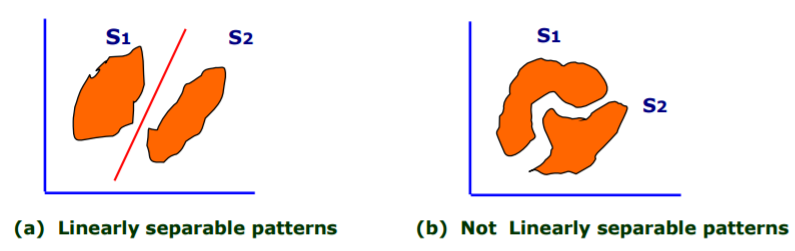 S1
S2
S1
S2
(a) Linearly separable patterns
(b) Not Linearly separable patterns